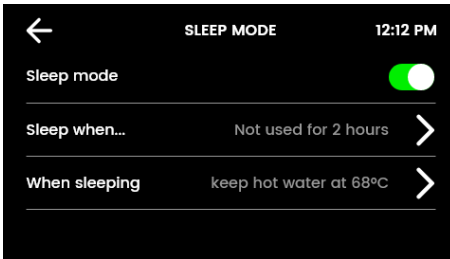 SLEEP MODE 12:12 PM
Sleep mode
Sleep when... Not used for 2 hours
When sleeping keep hot water at 68ºC